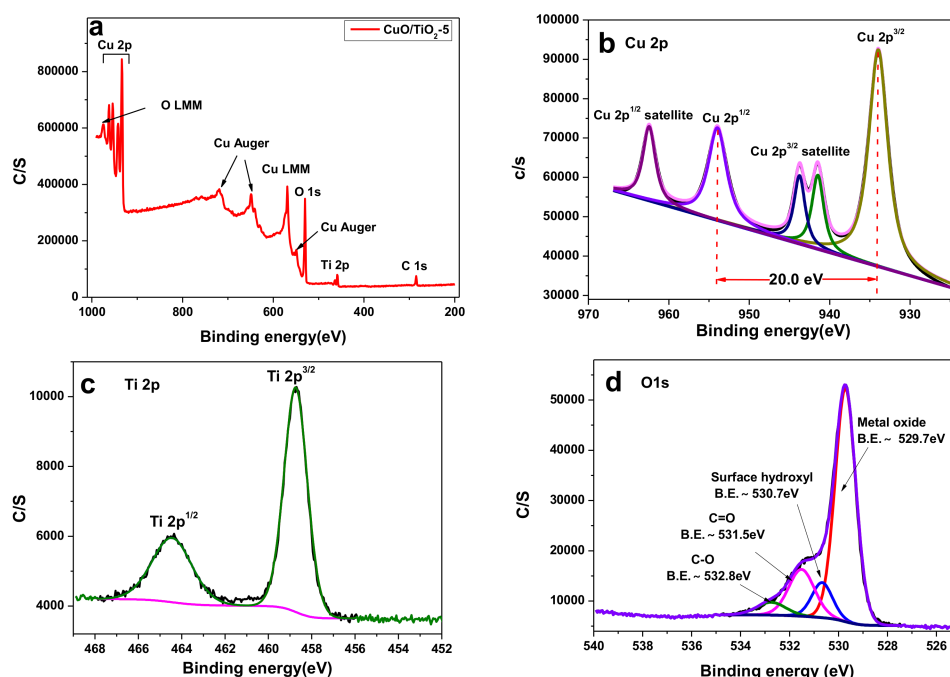 a
CuO/TiO2-5
Cu 2p
O LMM
Cu Auger
Cu LMM
O 1s
Cu Auger
Ti 2p
C 1s
C/S
800000
600000
400000
200000
0
1000 800 600 400 200
Binding energy(eV)
b Cu 2p
Cu 2p3/2
Cu 2p1/2 satellite
Cu 2p1/2
Cu 2p3/2 satellite
20.0 eV
c/s
100000
90000
80000
70000
60000
50000
40000
30000
970 960 950 940 930
Binding energy(eV)
c Ti 2p
Ti 2p3/2
Ti 2p1/2
C/S
10000
8000
6000
4000
468 466 464 462 460 458 456 454 452
Binding energy(eV)
d O1s
Metal oxide
B.E. ~ 529.7eV
Surface hydroxyl
B.E. ~ 530.7eV
C=O
B.E. ~ 531.5eV
C-O
B.E. ~ 532.8eV
C/S
50000
40000
30000
20000
10000
540 538 536 534 532 530 528 526
Binding energy (eV)